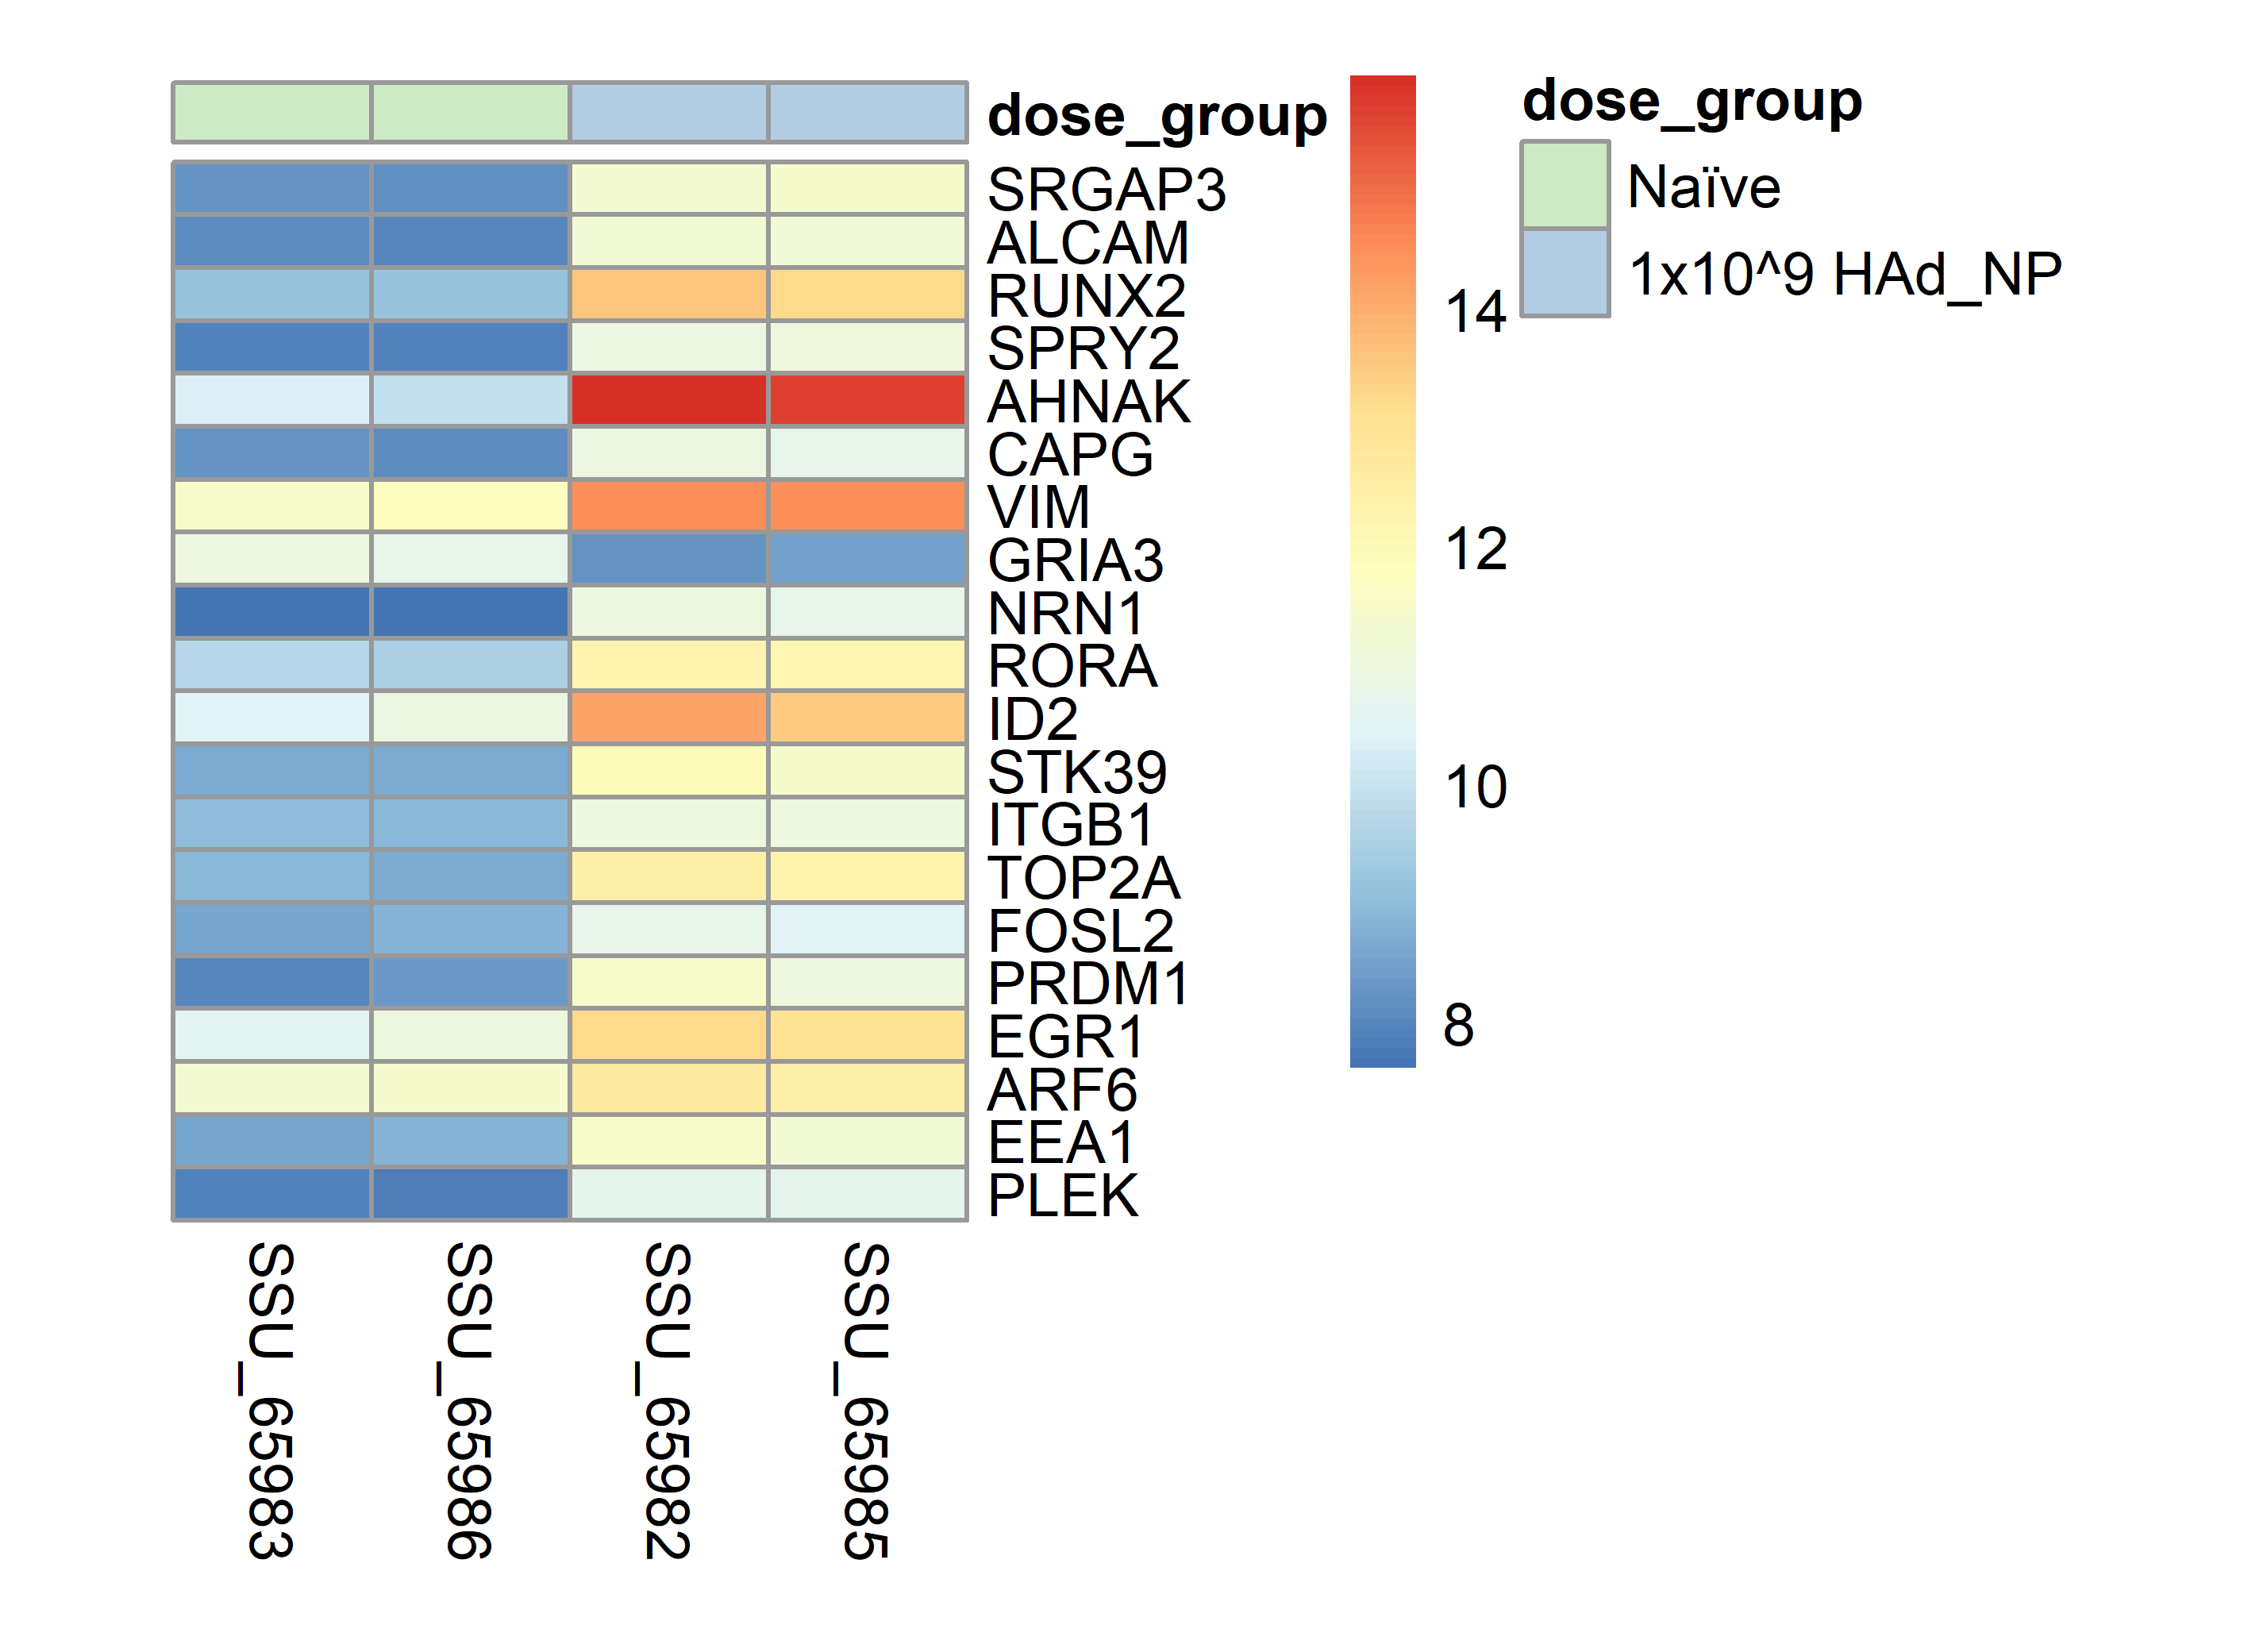 dose_group
SRGAP3
ALCAM
RUNX2
SPRY2
AHNAK
CAPG
VIM
GRIA3
NRN1
RORA
ID2
STK39
ITGB1
TOP2A
FOSL2
PRDM1
EGR1
ARF6
EEA1
PLEK
SSU_65983
SSU_65986
SSU_65982
SSU_65985
14
12
10
8
dose_group
Naïve
1x10^9 HAd_NP